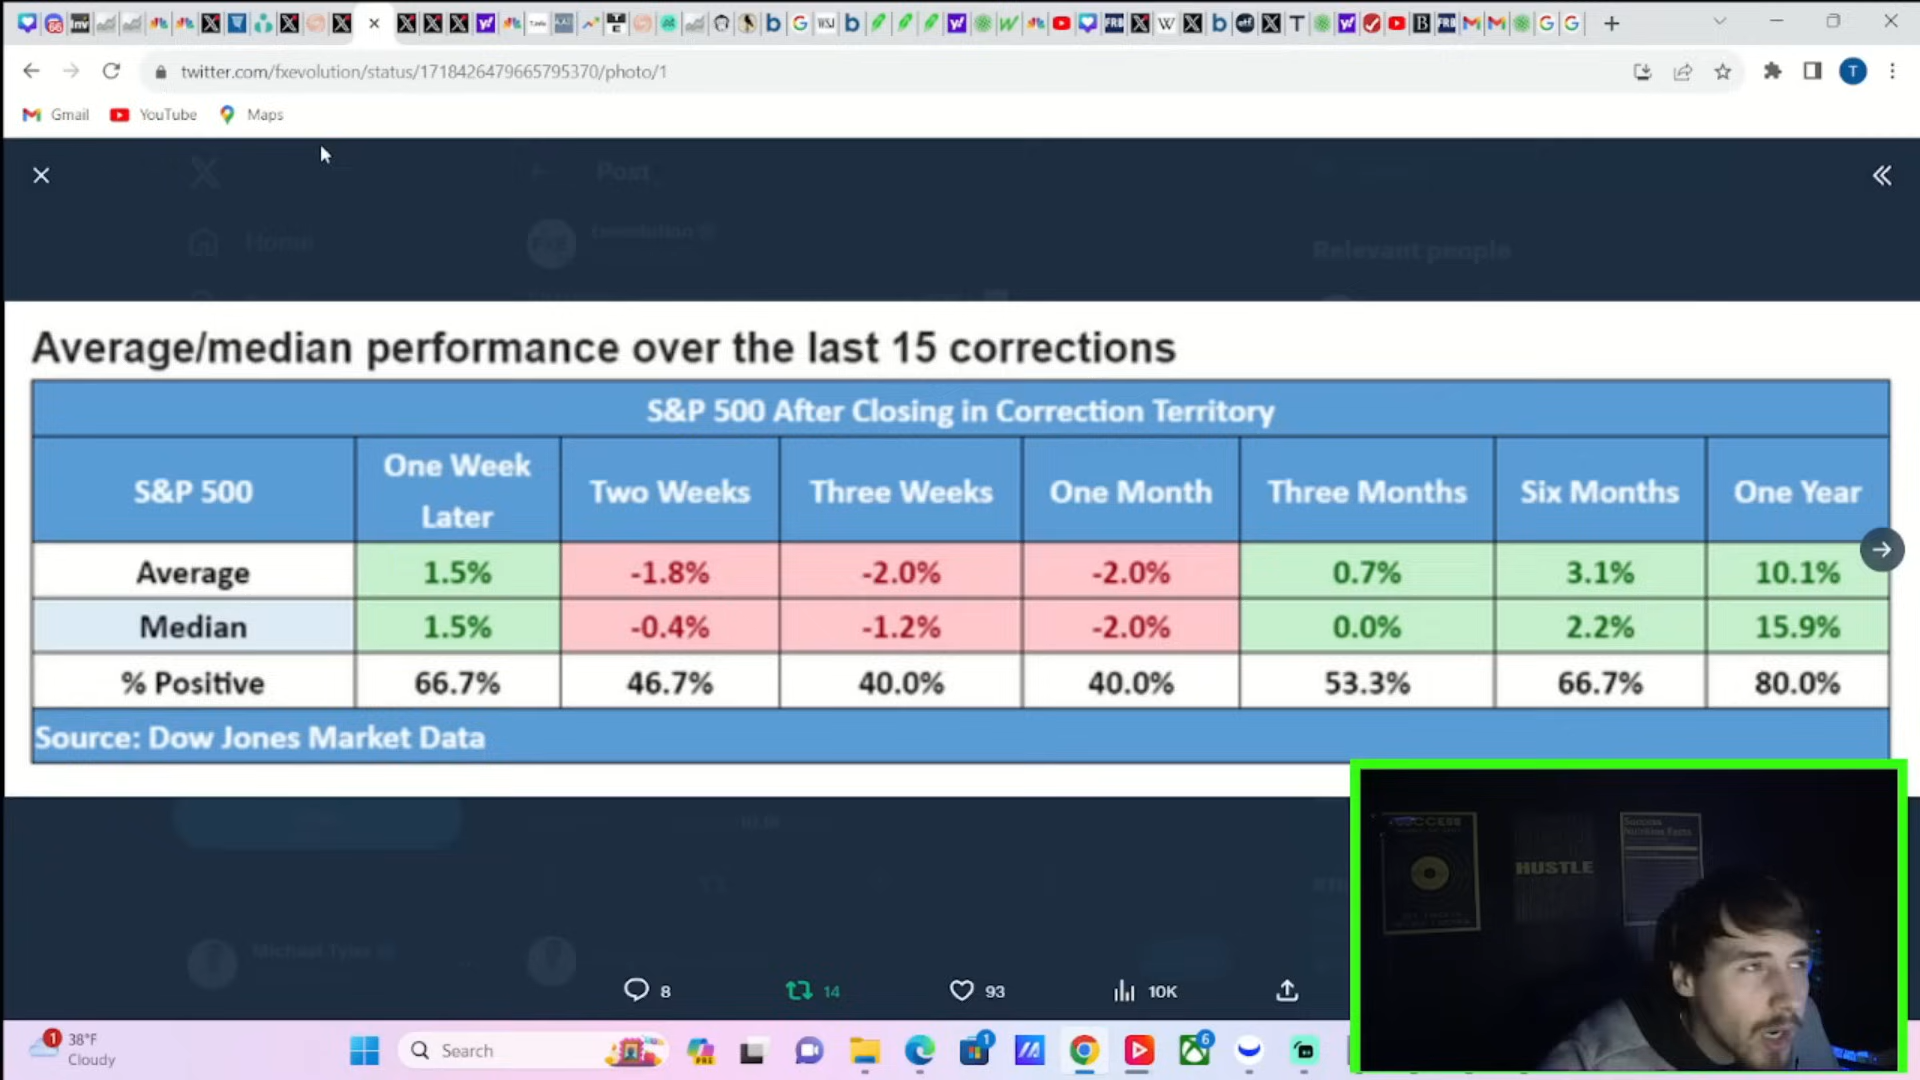 twitter.com/fxevolution/status/1718426479665795370/photo/1
Gmail YouTube Maps
Post
Home
Relevant people
Average/median performance over the last 15 corrections
S&P 500 After Closing in Correction Territory
S&P 500 One Week Later Two Weeks Three Weeks One Month Three Months Six Months One Year
Average 1.5% -1.8% -2.0% -2.0% 0.7% 3.1% 10.1%
Median 1.5% -0.4% -1.2% -2.0% 0.0% 2.2% 15.9%
% Positive 66.7% 46.7% 40.0% 40.0% 53.3% 66.7% 80.0%
Source: Dow Jones Market Data
HUSTLE
8 14 93 10K
38°F
Cloudy
Search